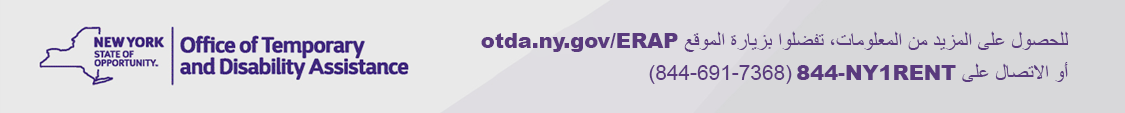 NEW YORK
STATE OF
OPPORTUNITY.
Office of Temporary
and Disability Assistance
للحصول على المزيد من المعلومات، تفضلوا بزيارة الموقع otda.ny.gov/ERAP
أو الاتصال على 844-NY1RENT (844-691-7368)